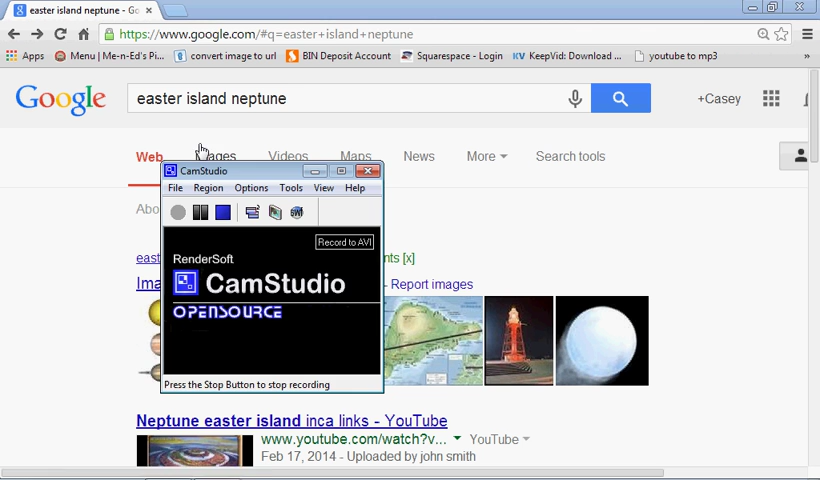 easter island neptune - Go
https://www.google.com/#q=easter+island+neptune
Apps
Menu | Me-n-Ed's Pi...
convert image to url
BIN Deposit Account
Squarespace - Login
KV KeepVid: Download ...
youtube to mp3
»
Google
easter island neptune
+Casey
Web
Images
Videos
Maps
News
More
Search tools
CamStudio
File Region Options Tools View Help
SWF
Abo
Record to AVI
RenderSoft
CamStudio
OPENSOURCE
Press the Stop Button to stop recording
east
nts [x]
Ima
- Report images
Neptune easter island inca links - YouTube
www.youtube.com/watch?v...
YouTube
Feb 17, 2014 - Uploaded by john smith